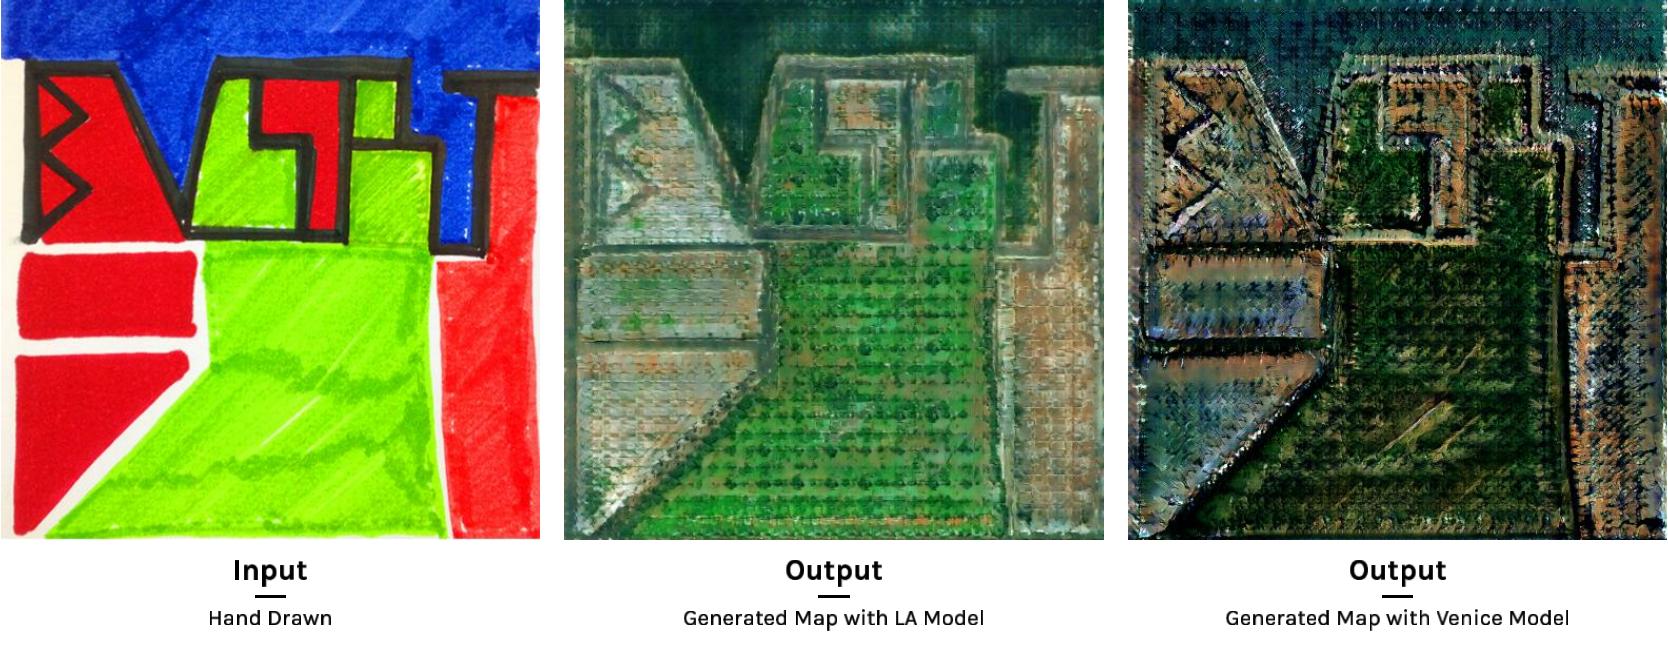 Input
Hand Drawn
Output
Generated Map with LA Model
Output
Generated Map with Venice Model